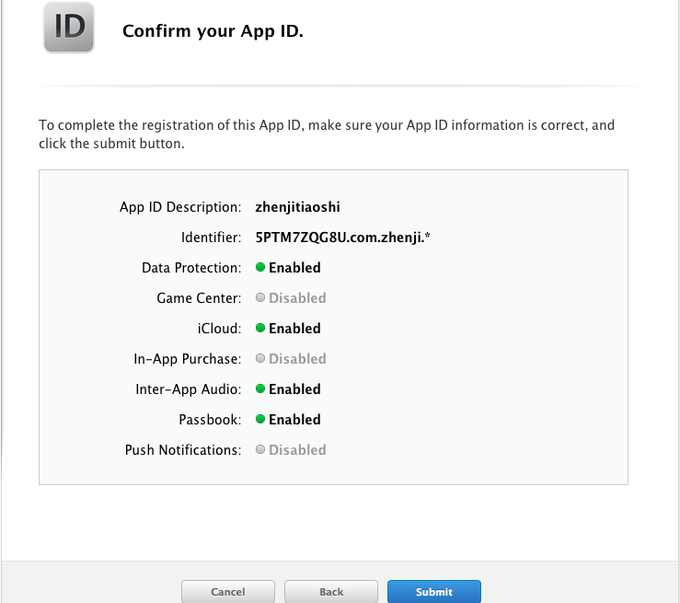 ID
Confirm your App ID.
To complete the registration of this App ID, make sure your App ID information is correct, and
click the submit button.
App ID Description: zhenjitiaoshi
Identifier: 5PTM7ZQG8U.com.zhenji.*
Data Protection: Enabled
Game Center: Disabled
iCloud: Enabled
In-App Purchase: Disabled
Inter-App Audio: Enabled
Passbook: Enabled
Push Notifications: Disabled
Cancel Back Submit